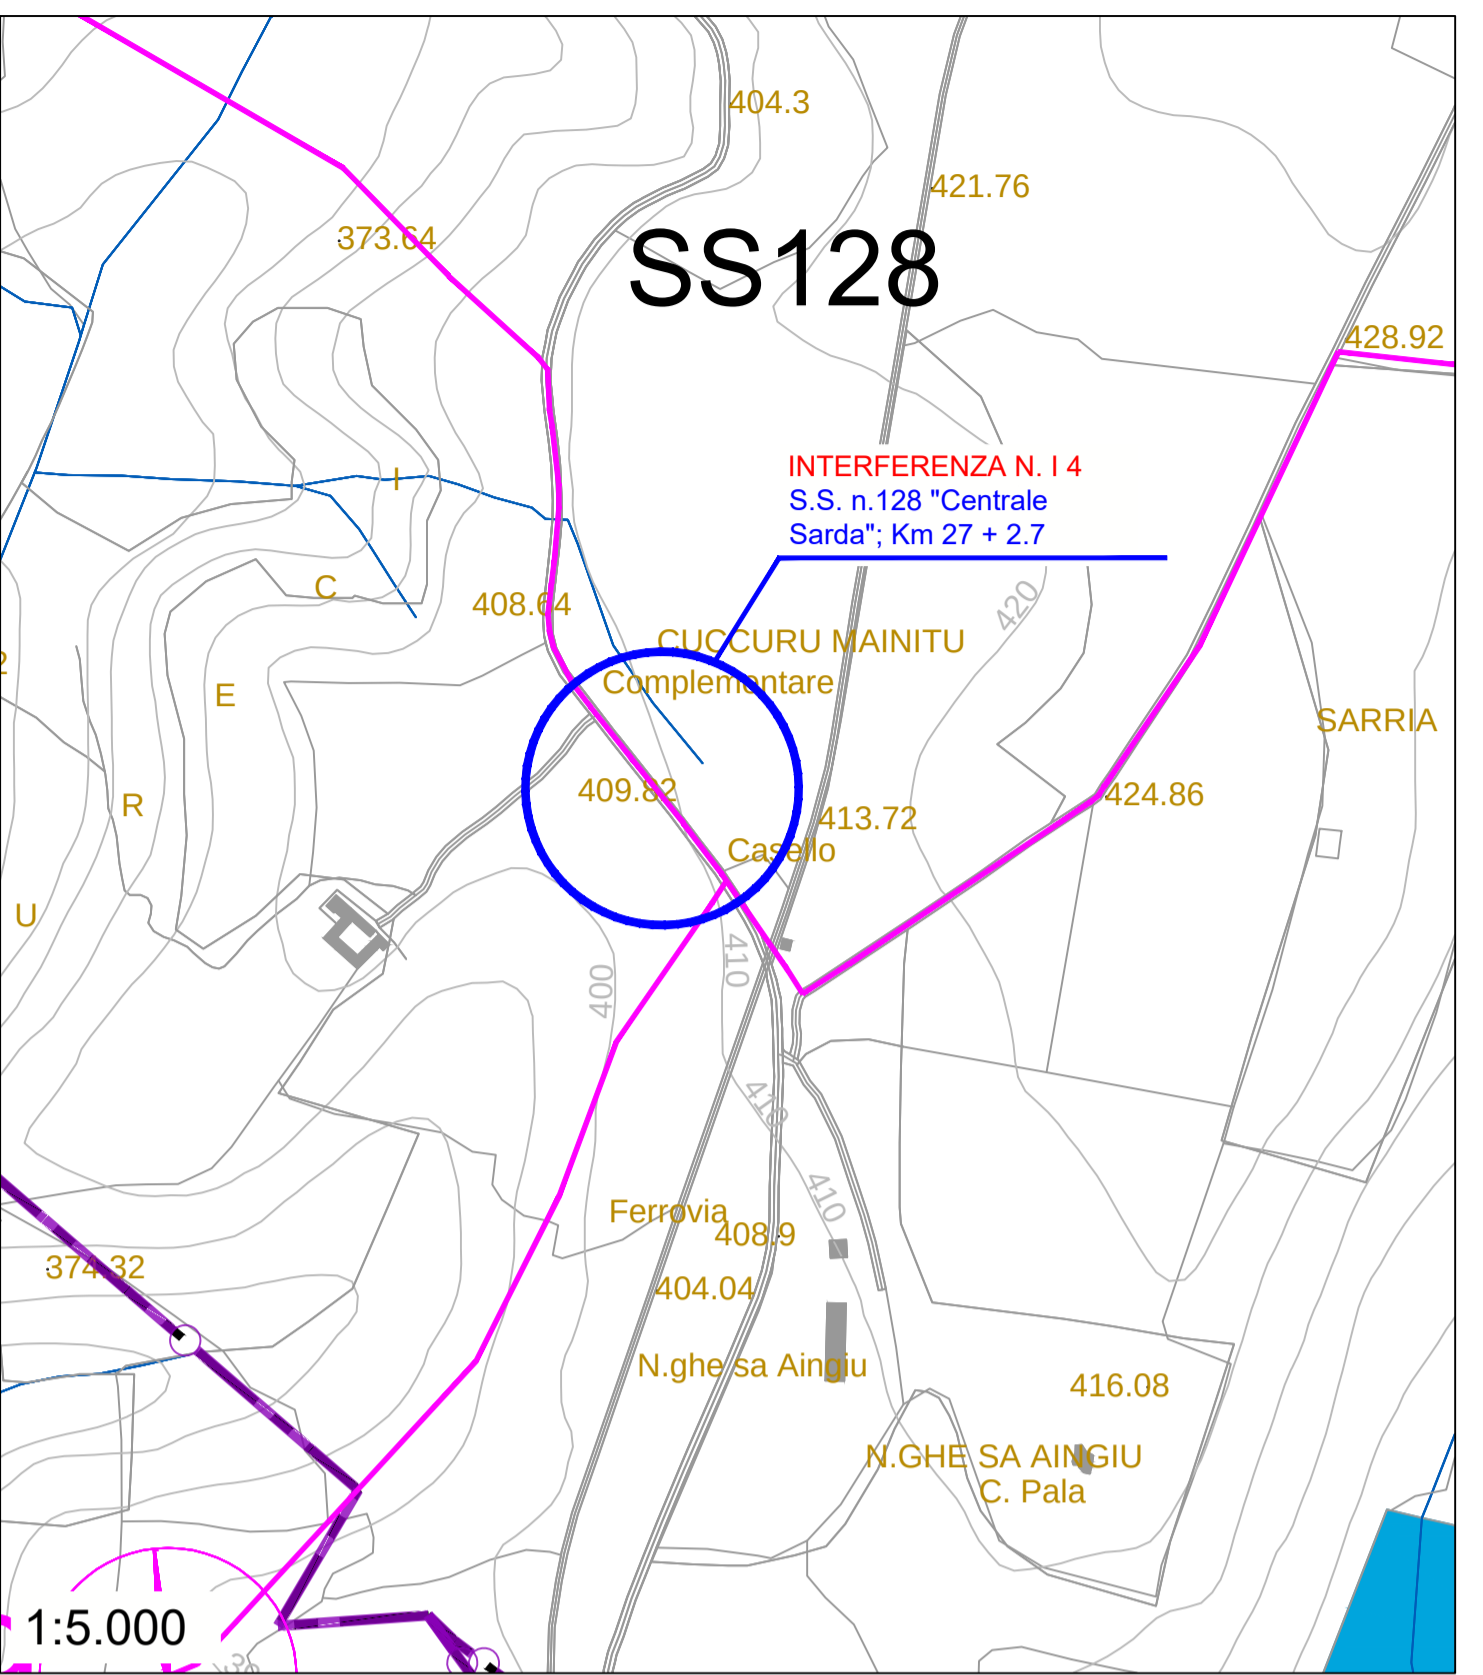 404.3
421.76
373.64
SS128
428.92
INTERFERENZA N. I 4
S.S. n.128 "Centrale
Sarda"; Km 27 + 2.7
I
C
408.64
420
CUCCURU MAINITU
Complementare
E
SARRIA
409.82
424.86
R
413.72
Casello
U
410
400
410
410
Ferrovia
408.9
374.32
404.04
N.ghe sa Aingiu
416.08
N.GHE SA AINGIU
C. Pala
1:5.000